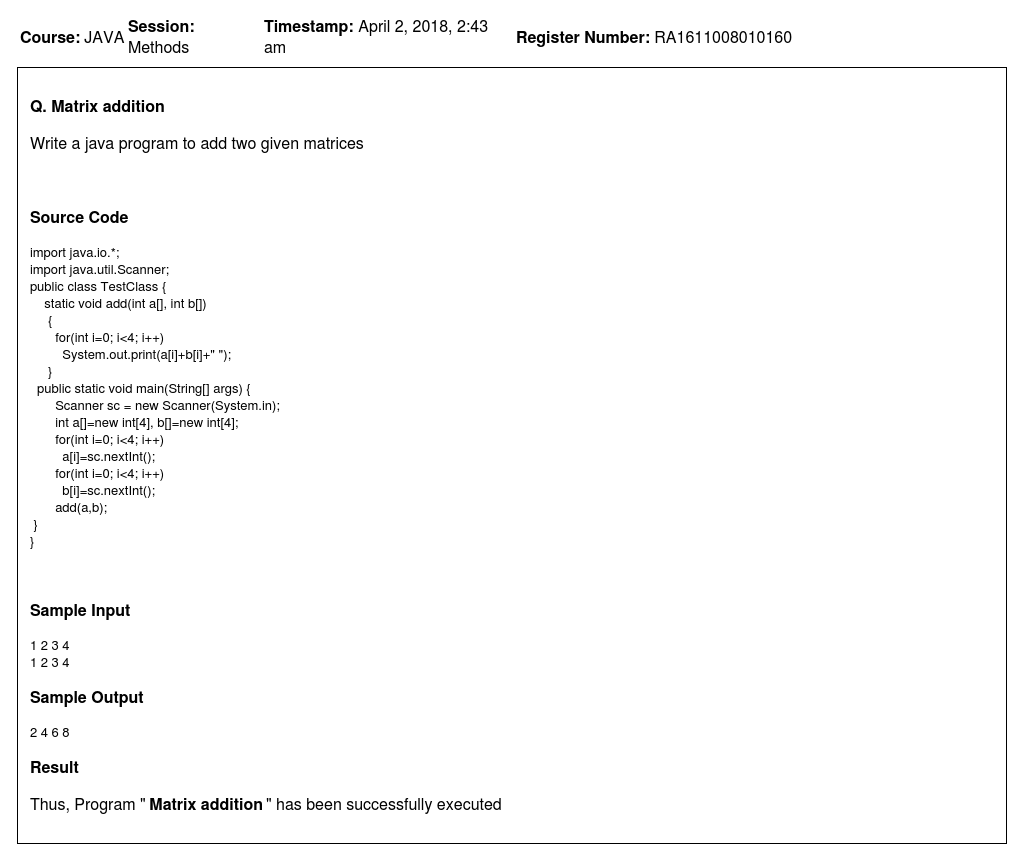 Course: JAVA Session: Methods Timestamp: April 2, 2018, 2:43 am Register Number: RA1611008010160
Q. Matrix addition
Write a java program to add two given matrices
Source Code
import java.io.*;
import java.util.Scanner;
public class TestClass {
    static void add(int a[], int b[])
     {
       for(int i=0; i<4; i++)
         System.out.print(a[i]+b[i]+" ");
     }
  public static void main(String[] args) {
       Scanner sc = new Scanner(System.in);
       int a[]=new int[4], b[]=new int[4];
       for(int i=0; i<4; i++)
         a[i]=sc.nextInt();
       for(int i=0; i<4; i++)
         b[i]=sc.nextInt();
       add(a,b);
 }
}
Sample Input
1 2 3 4
1 2 3 4
Sample Output
2 4 6 8
Result
Thus, Program " Matrix addition " has been successfully executed